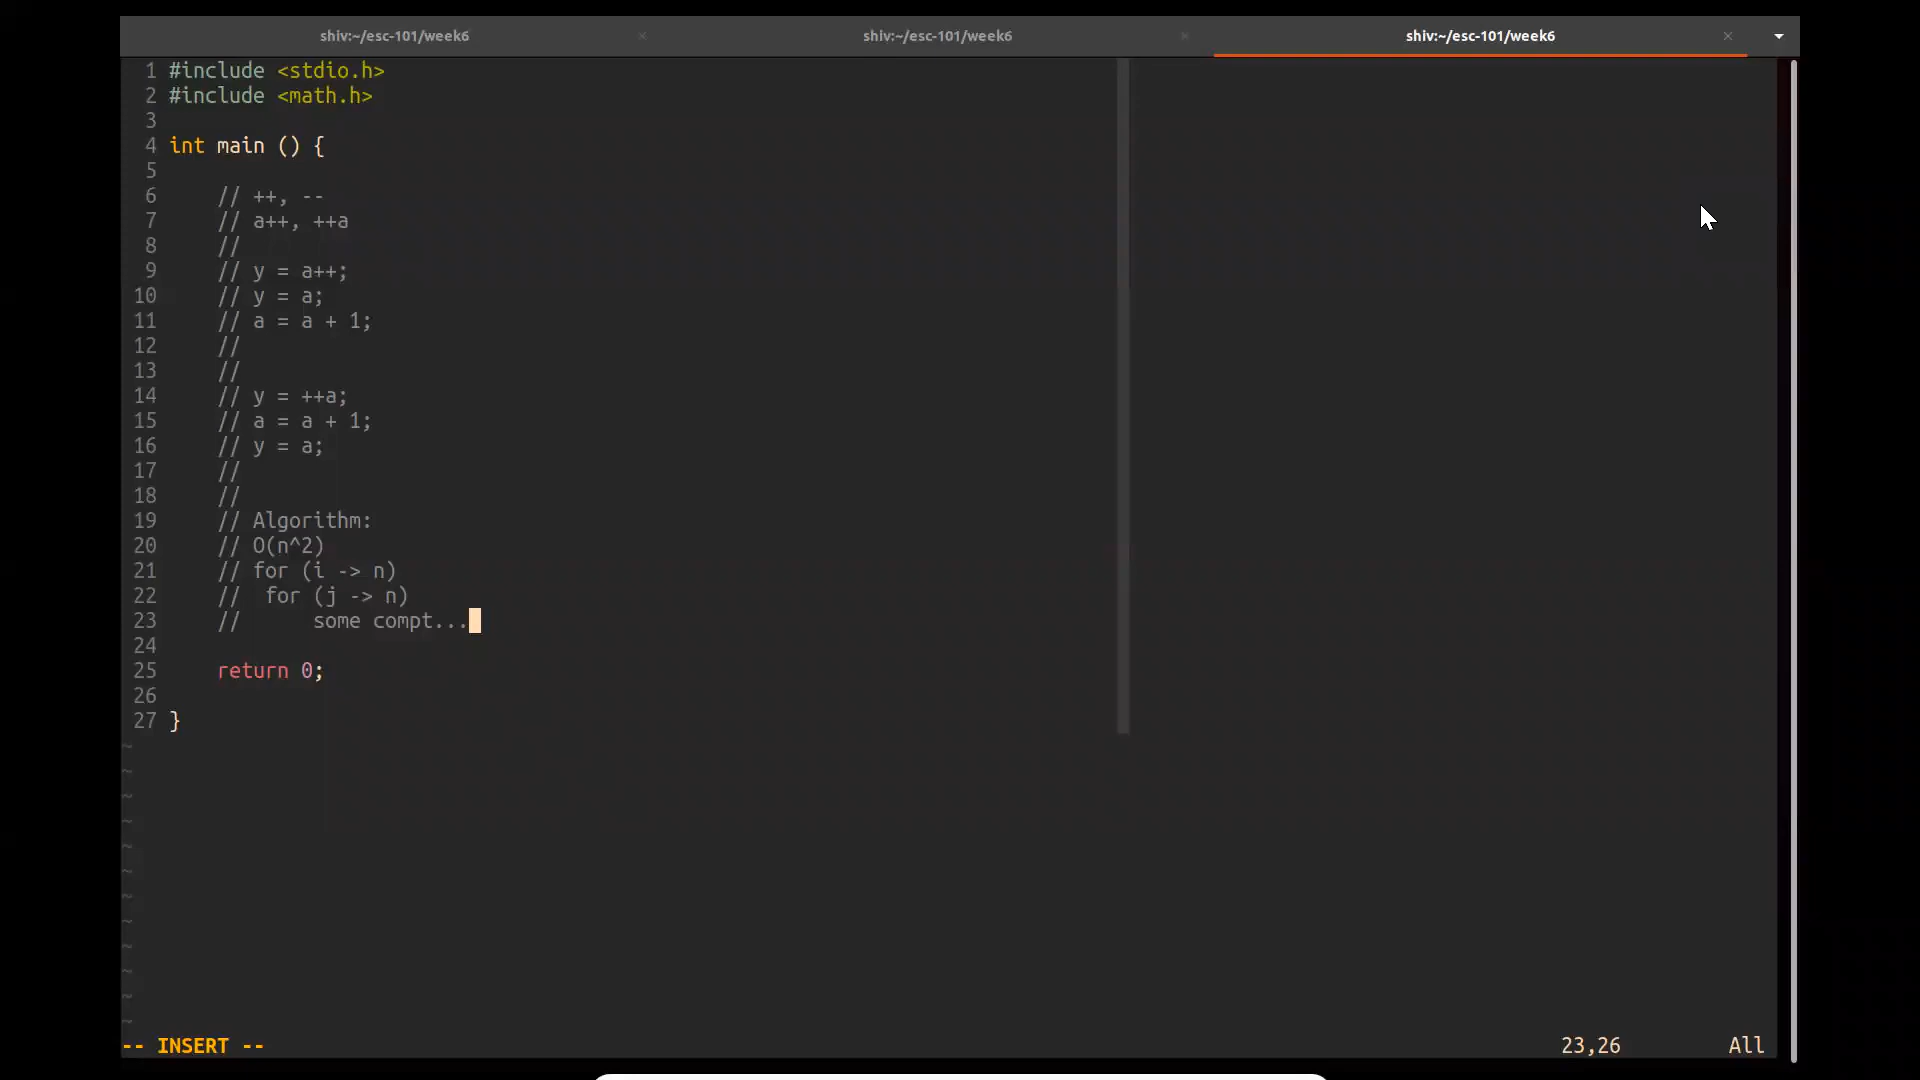 shiv:~/esc-101/week6 × shiv:~/esc-101/week6 × shiv:~/esc-101/week6 ×
1 #include <stdio.h>
2 #include <math.h>
3
4 int main () {
5
6 // ++, --
7 // a++, ++a
8 //
9 // y = a++;
10 // y = a;
11 // a = a + 1;
12 //
13 //
14 // y = ++a;
15 // a = a + 1;
16 // y = a;
17 //
18 //
19 // Algorithm:
20 // O(n^2)
21 // for (i -> n)
22 //  for (j -> n)
23 //      some compt...
24
25 return 0;
26
27 }
~
~
~
~
~
~
~
~
~
~
~
~
-- INSERT -- 23,26 All